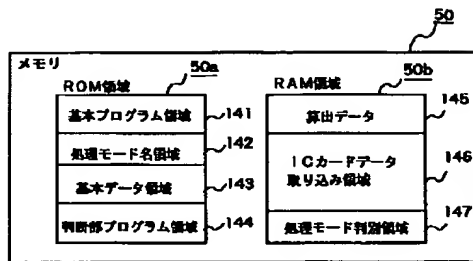 50
メモリ
ROM領域 50a
基本プログラム領域 141
処理モード名領域 142
基本データ領域 143
判断部プログラム領域 144
RAM領域 50b
算出データ 145
ICカードデータ
取り込み領域 146
処理モード判別領域 147